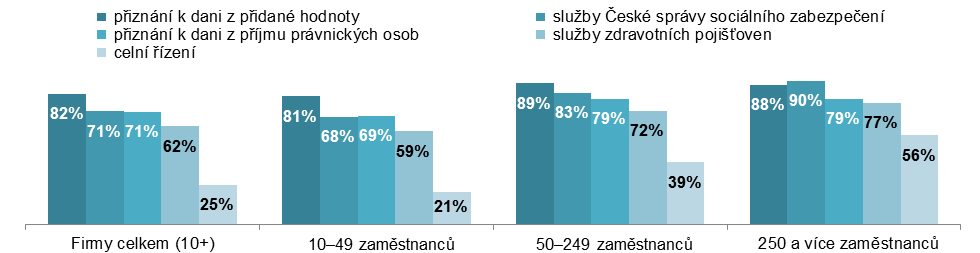 přiznání k dani z přidané hodnoty
služby České správy sociálního zabezpečení
přiznání k dani z příjmu právnických osob
služby zdravotních pojišťoven
celní řízení
82%
71%
71%
62%
25%
81%
68%
69%
59%
21%
89%
83%
79%
72%
39%
88%
90%
79%
77%
56%
Firmy celkem (10+)
10–49 zaměstnanců
50–249 zaměstnanců
250 a více zaměstnanců